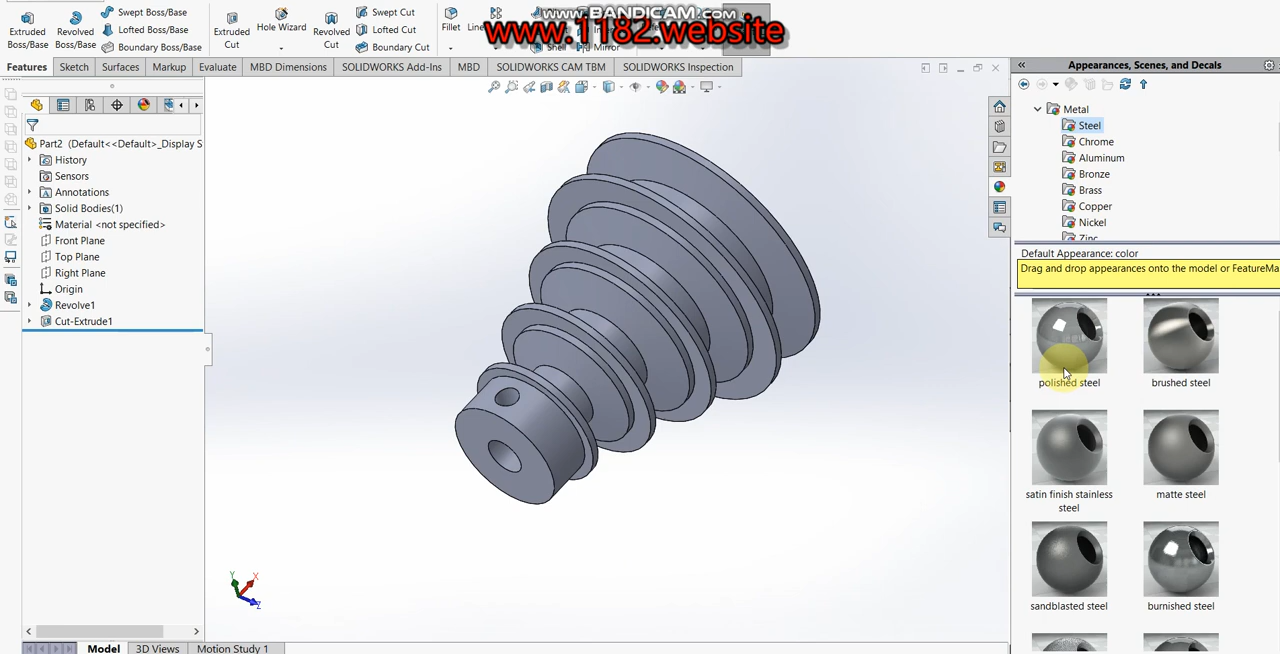 www.BANDICAM.com
www.1182.website
Extruded Boss/Base
Revolved Boss/Base
Swept Boss/Base
Lofted Boss/Base
Boundary Boss/Base
Extruded Cut
Hole Wizard
Revolved Cut
Swept Cut
Lofted Cut
Boundary Cut
Fillet
Shell
Mirror
Features
Sketch
Surfaces
Markup
Evaluate
MBD Dimensions
SOLIDWORKS Add-Ins
MBD
SOLIDWORKS CAM TBM
SOLIDWORKS Inspection
Part2 (Default<<Default>_Display S
History
Sensors
Annotations
Solid Bodies(1)
Material <not specified>
Front Plane
Top Plane
Right Plane
Origin
Revolve1
Cut-Extrude1
Y
X
Z
Model
3D Views
Motion Study 1
Appearances, Scenes, and Decals
Metal
Steel
Chrome
Aluminum
Bronze
Brass
Copper
Nickel
Zinc
Default Appearance: color
Drag and drop appearances onto the model or FeatureMa
polished steel
brushed steel
satin finish stainless
steel
matte steel
sandblasted steel
burnished steel